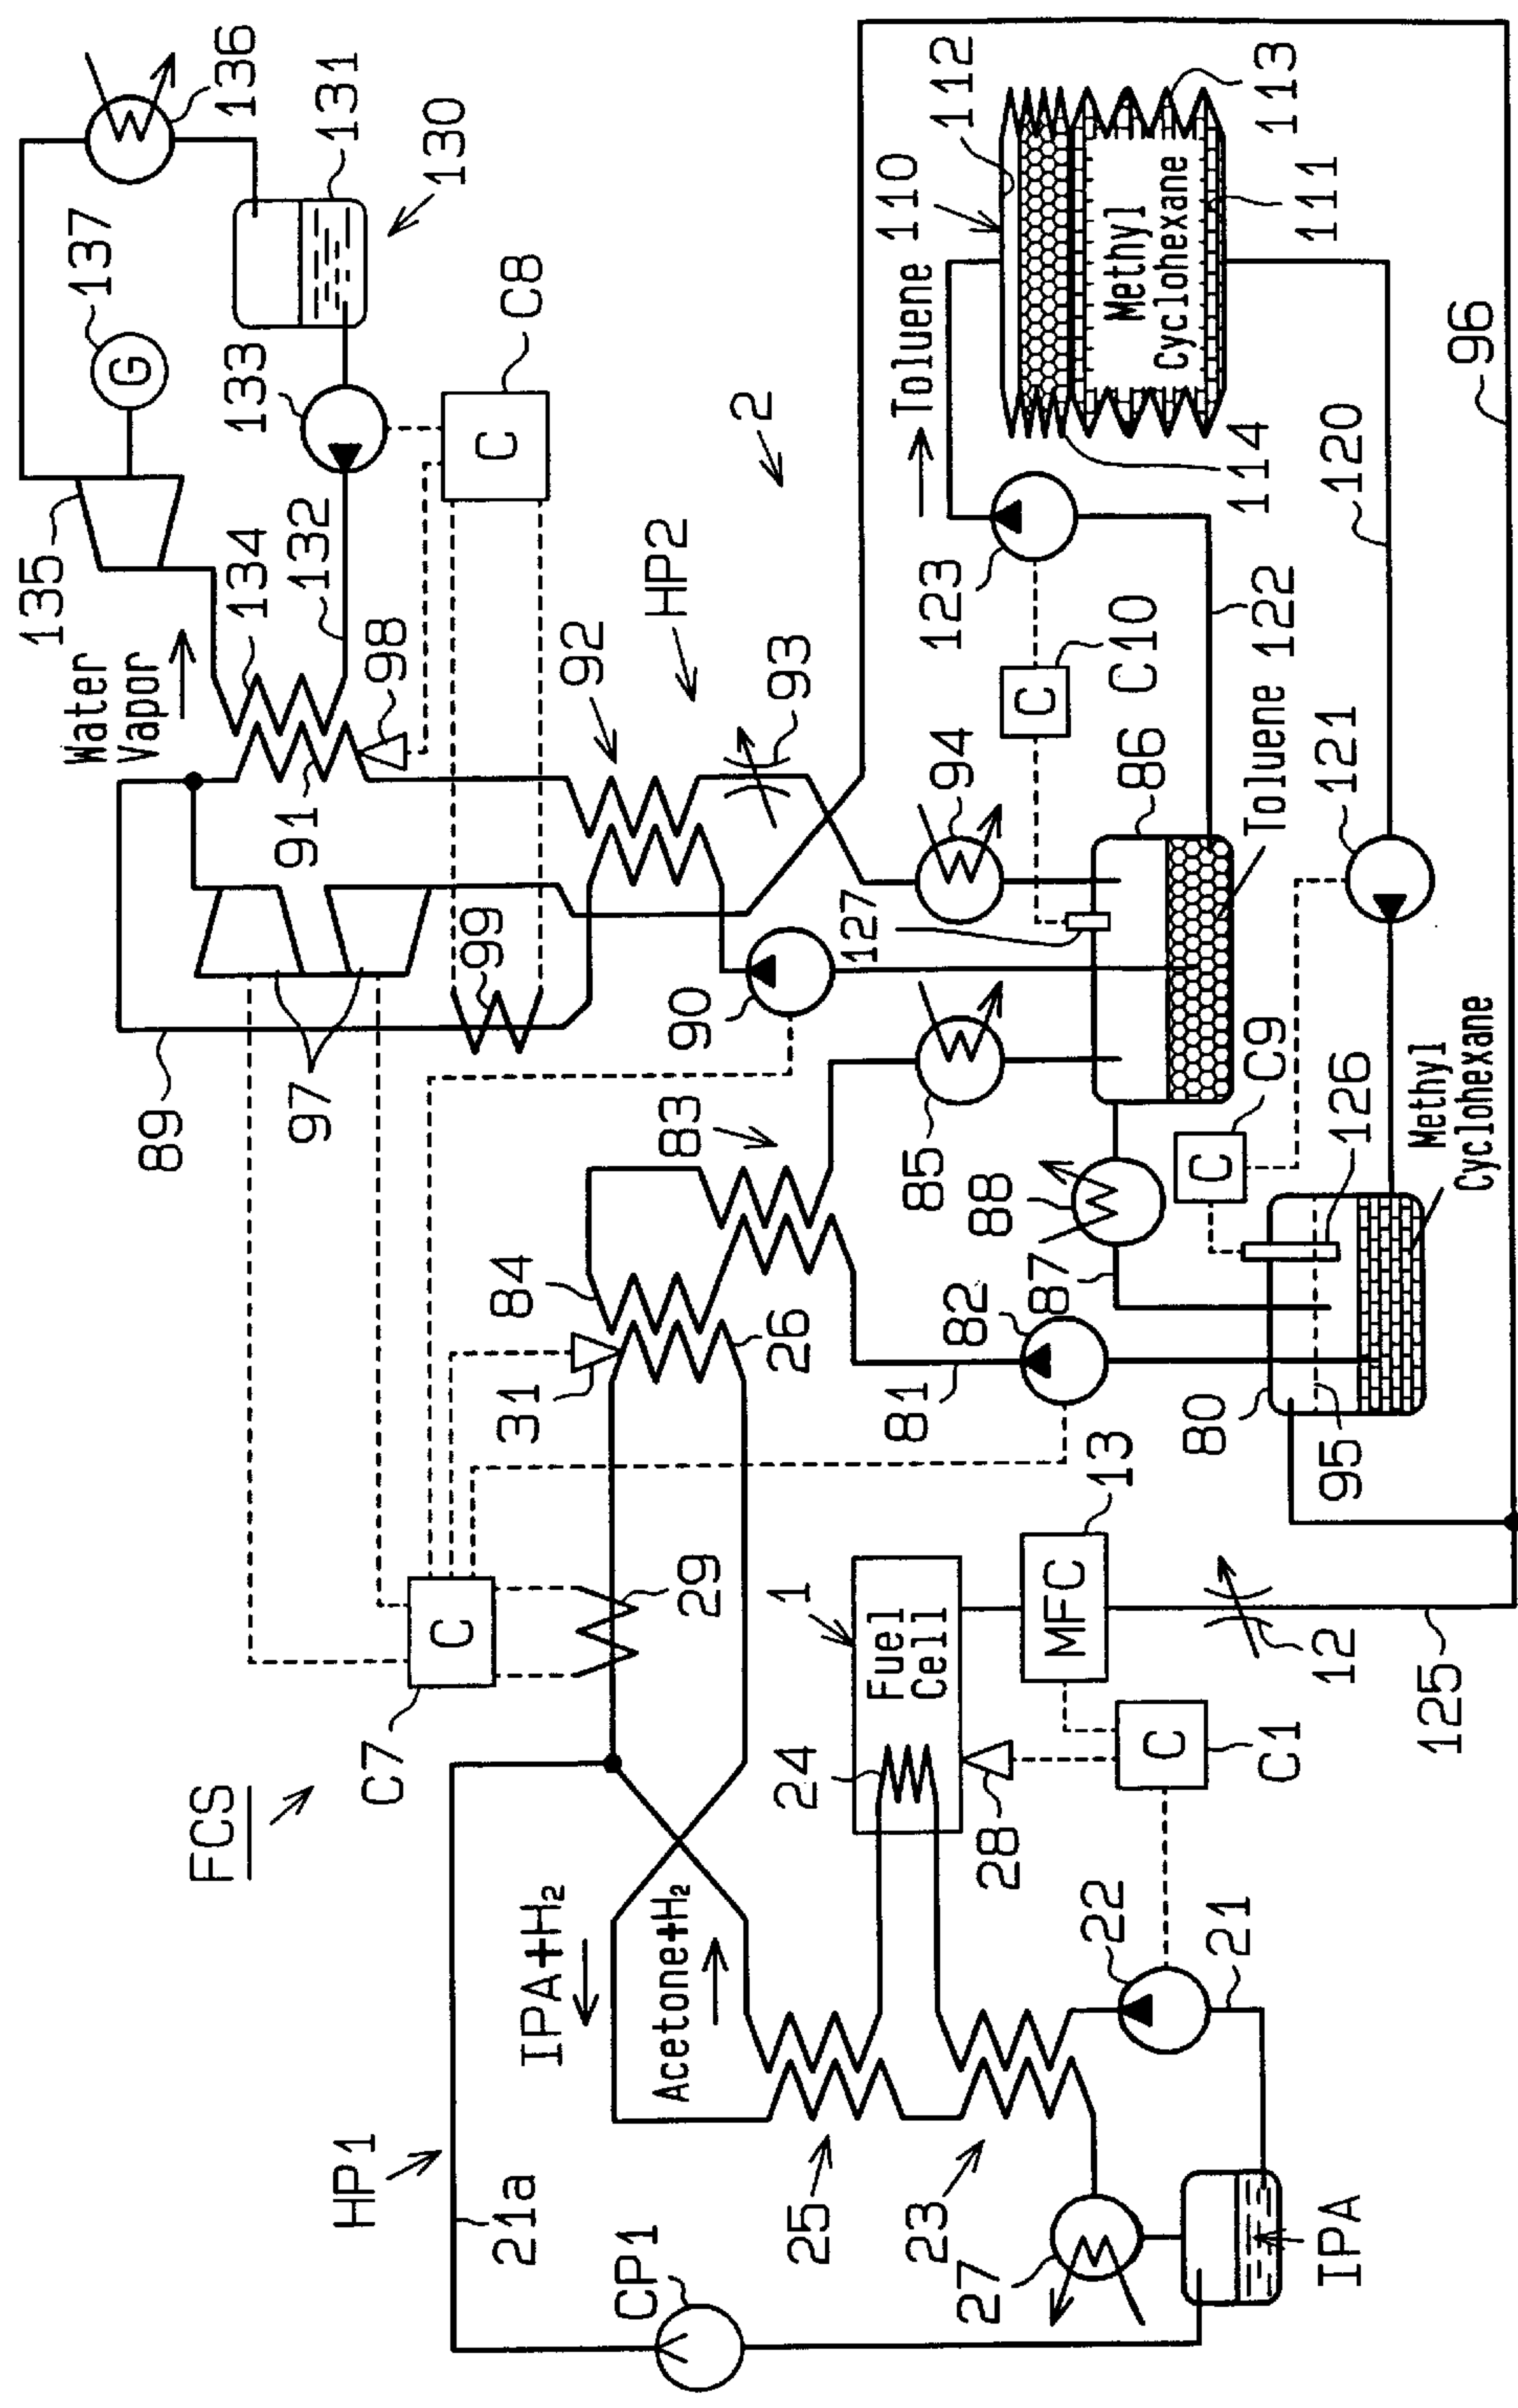 135
Water
Vapor
137
G
89
FCS
136
133
134
97
91
132
131
HP1
C7
98
130
C
C
21a
31
84
99
C8
IPA+H₂
92
CP1
Acetone+H₂
29
83
90
HP2
2
25
24
1
26
93
Fuel
Cell
127
23
81
85
Toluene
110
27
28
82
88
94
123
112
MFC
87
C
22
13
86
C10
Methyl
Cyclohexane
C
80
C
21
C1
C9
Toluene
122
114
113
111
IPA
12
95
126
121
120
125
Methyl
Cyclohexane
96